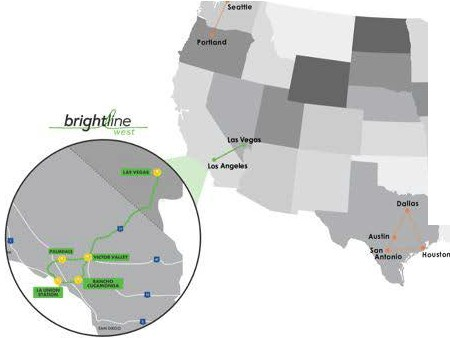 Seattle
Portland
brightline
west
Las Vegas
Los Angeles
LAS VEGAS
Dallas
PALMDALE
VICTOR VALLEY
Austin
San
Antonio
Houston
LA UNION
STATION
RANCHO
CUCAMONGA
SAN DIEGO